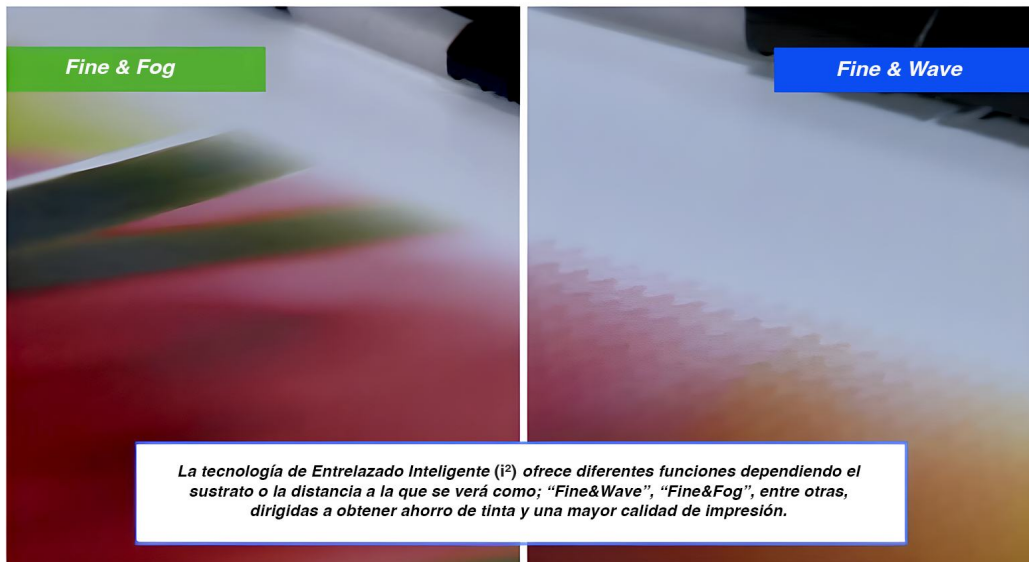 Fine & Fog
Fine & Wave
La tecnología de Entrelazado Inteligente (i²) ofrece diferentes funciones dependiendo el
sustrato o la distancia a la que se verá como; “Fine&Wave”, “Fine&Fog”, entre otras,
dirigidas a obtener ahorro de tinta y una mayor calidad de impresión.